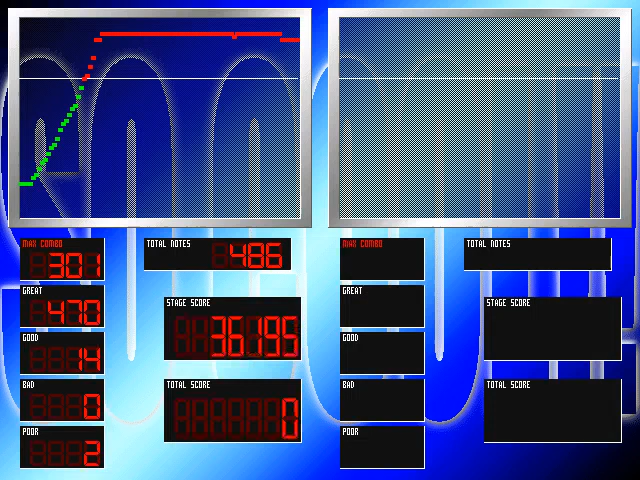 MAX COMBO
301
TOTAL NOTES
486
GREAT
470
STAGE SCORE
36195
GOOD
14
BAD
0
TOTAL SCORE
0
POOR
2
MAX COMBO
TOTAL NOTES
GREAT
STAGE SCORE
GOOD
BAD
TOTAL SCORE
POOR